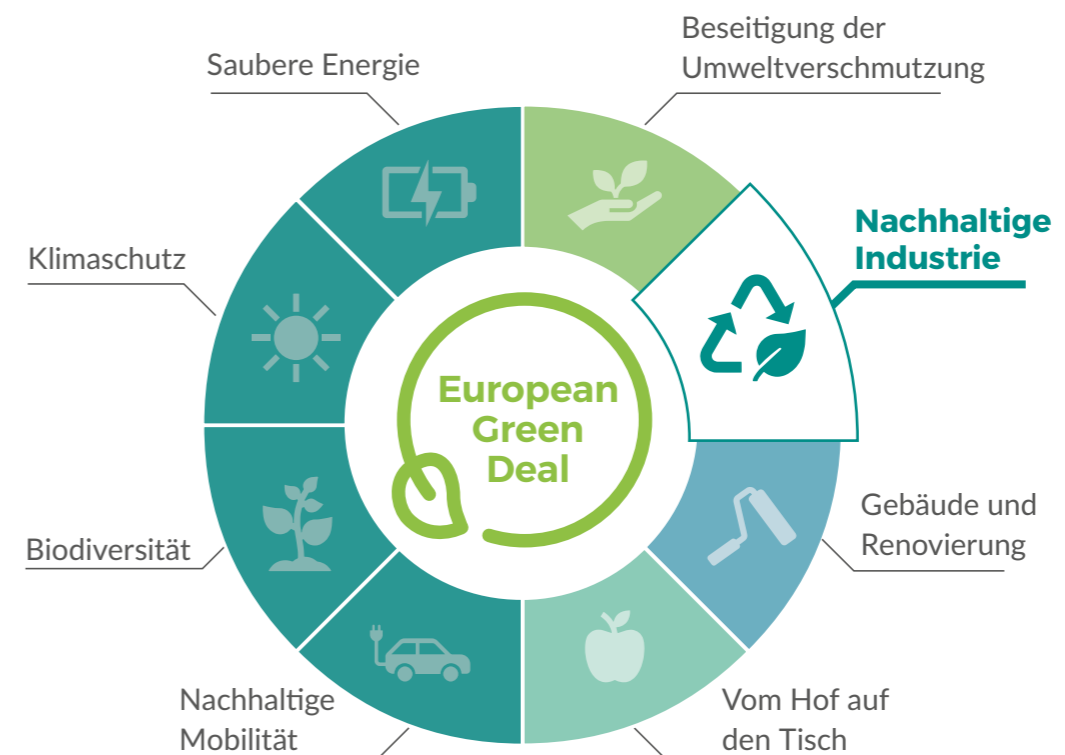 Beseitigung der
Umweltverschmutzung
Saubere Energie
Nachhaltige
Industrie
Klimaschutz
European
Green
Deal
Gebäude und
Renovierung
Biodiversität
Nachhaltige
Mobilität
Vom Hof auf
den Tisch